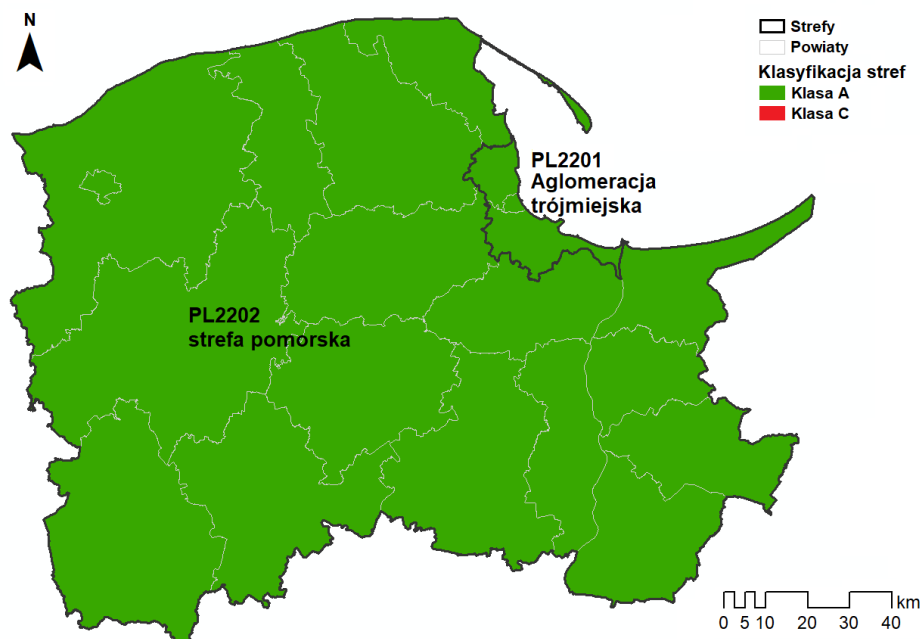 N
Strefy
Powiaty
Klasyfikacja stref
Klasa A
Klasa C
PL2201
Aglomeracja
trójmiejska
PL2202
strefa pomorska
km
0 5 10 20 30 40